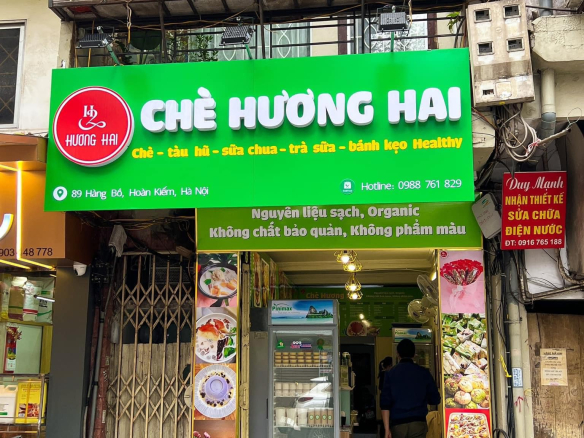 HƯƠNG HAI
CHÈ HƯƠNG HAI
Chè - tàu hũ - sữa chua - trà sữa - bánh kẹo Healthy
89 Hàng Bồ, Hoàn Kiếm, Hà Nội
Hotline: 0988 761 829
Nguyên liệu sạch, Organic
Không chất bảo quản, Không phẩm màu
Duy Mạnh
NHẬN THIẾT KẾ
SỬA CHỮA
ĐIỆN NƯỚC
ĐT: 0916 765 188
903 48 778
Pinimax